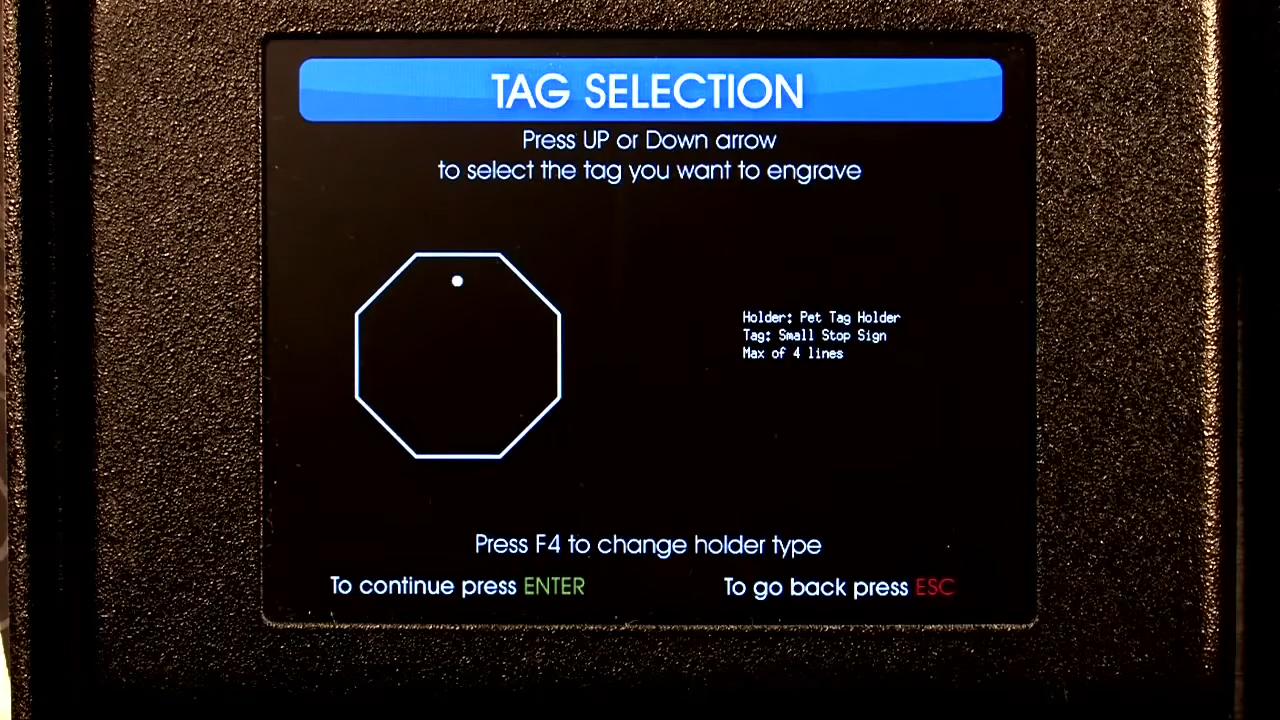 TAG SELECTION
Press UP or Down arrow
to select the tag you want to engrave
Holder: Pet Tag Holder
Tag: Small Stop Sign
Max of 4 lines
Press F4 to change holder type
To continue press ENTER
To go back press ESC